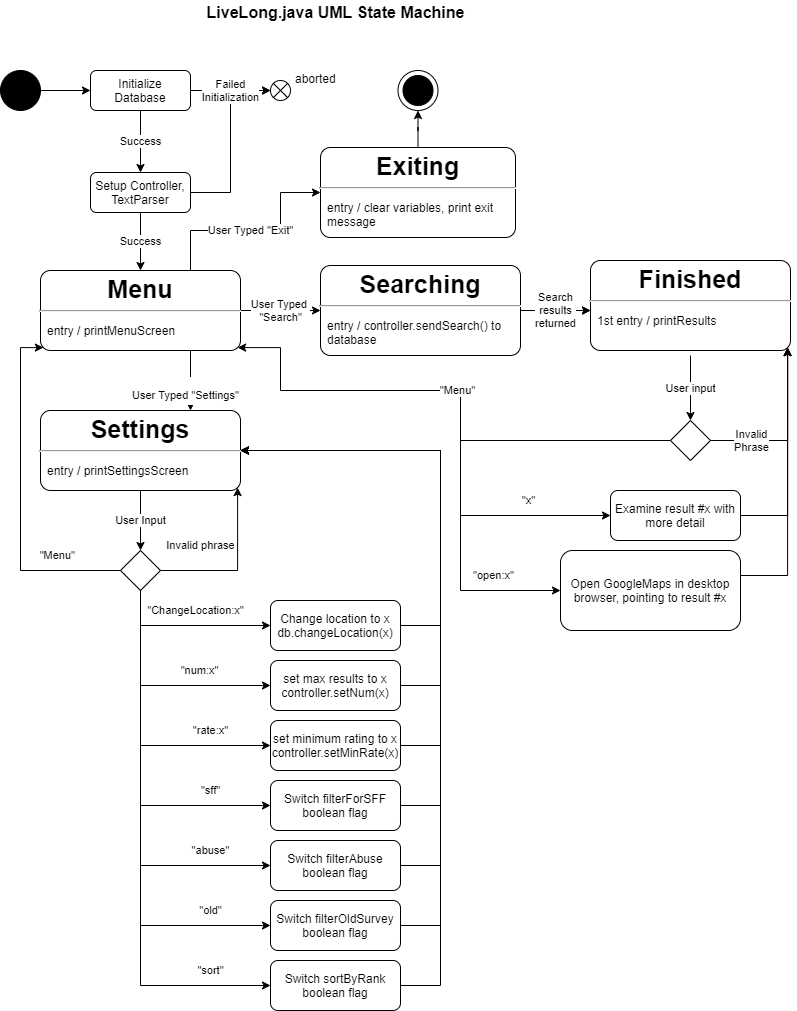 LiveLong.java UML State Machine
Initialize
Database
Failed
Initialization
aborted
Success
Setup Controller,
TextParser
Success
Exiting
entry / clear variables, print exit
message
User Typed "Exit"
Menu
entry / printMenuScreen
User Typed
"Search"
Searching
entry / controller.sendSearch() to
database
Search
results
returned
Finished
1st entry / printResults
User Typed "Settings"
"Menu"
User input
Invalid
Phrase
Settings
entry / printSettingsScreen
User Input
Invalid phrase
"Menu"
"x"
Examine result #x with
more detail
"open:x"
Open GoogleMaps in desktop
browser, pointing to result #x
"ChangeLocation:x"
Change location to x
db.changeLocation(x)
"num:x"
set max results to x
controller.setNum(x)
"rate:x"
set minimum rating to x
controller.setMinRate(x)
"sff"
Switch filterForSFF
boolean flag
"abuse"
Switch filterAbuse
boolean flag
"old"
Switch filterOldSurvey
boolean flag
"sort"
Switch sortByRank
boolean flag